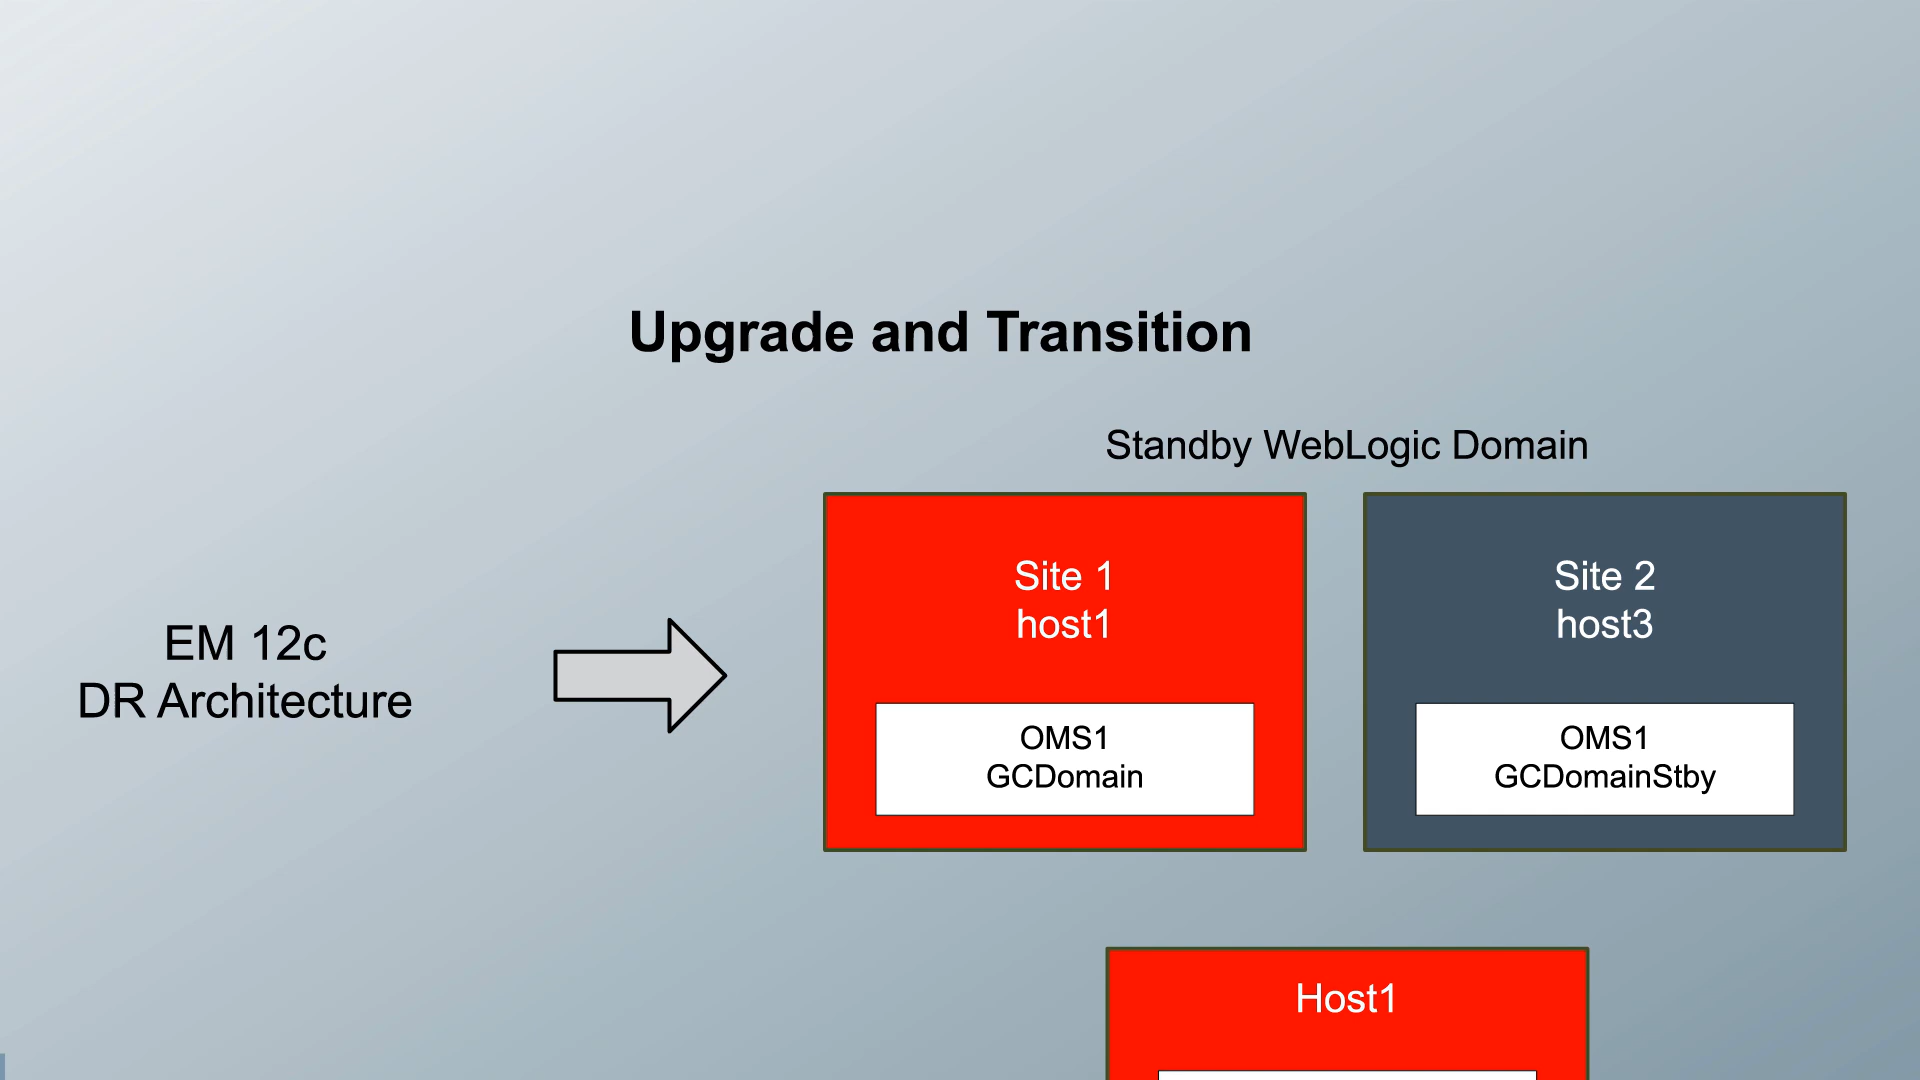 Upgrade and Transition
Standby WebLogic Domain
EM 12c
DR Architecture
Site 1
host1
OMS1
GCDomain
Site 2
host3
OMS1
GCDomainStby
Host1